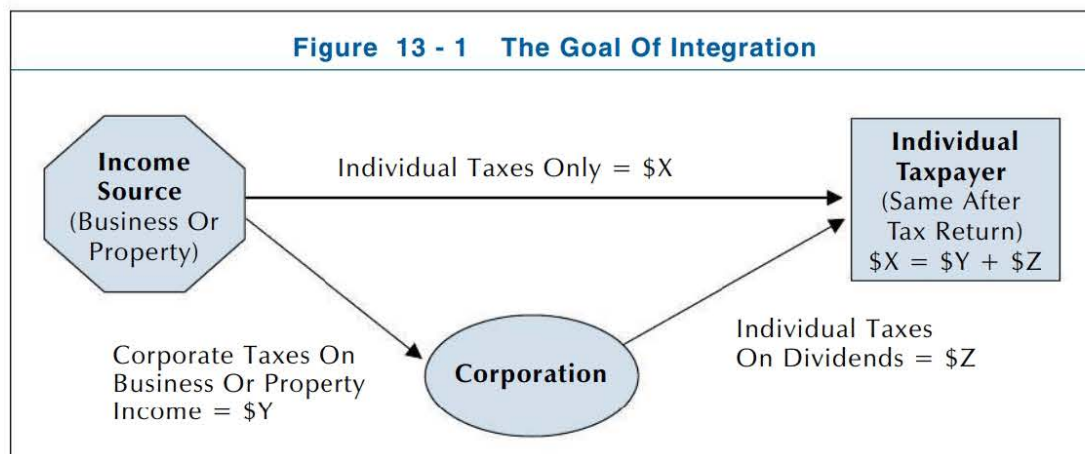 Figure 13 - 1 The Goal Of Integration
Income
Source
(Business Or
Property)
Individual Taxes Only = $X
Individual
Taxpayer
(Same After
Tax Return)
$X = $Y + $Z
Corporate Taxes On
Business Or Property
Income = $Y
Corporation
Individual Taxes
On Dividends = $Z